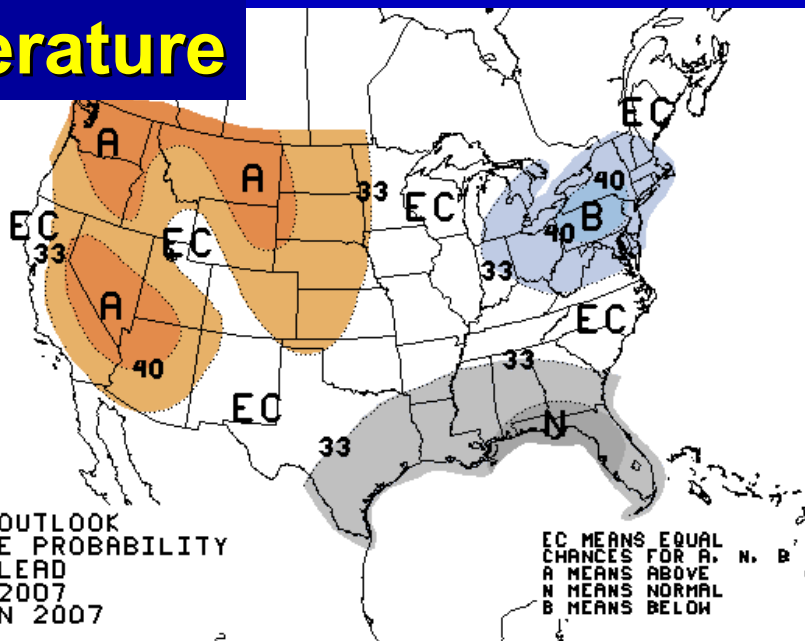 erature
EC
A
A
40
33
EC
B
EC
EC
40
33
33
A
EC
33
40
EC
N
33
OUTLOOK
E PROBABILITY
LEAD
2007
N 2007
EC MEANS EQUAL
CHANCES FOR A, N, B
A MEANS ABOVE
N MEANS NORMAL
B MEANS BELOW